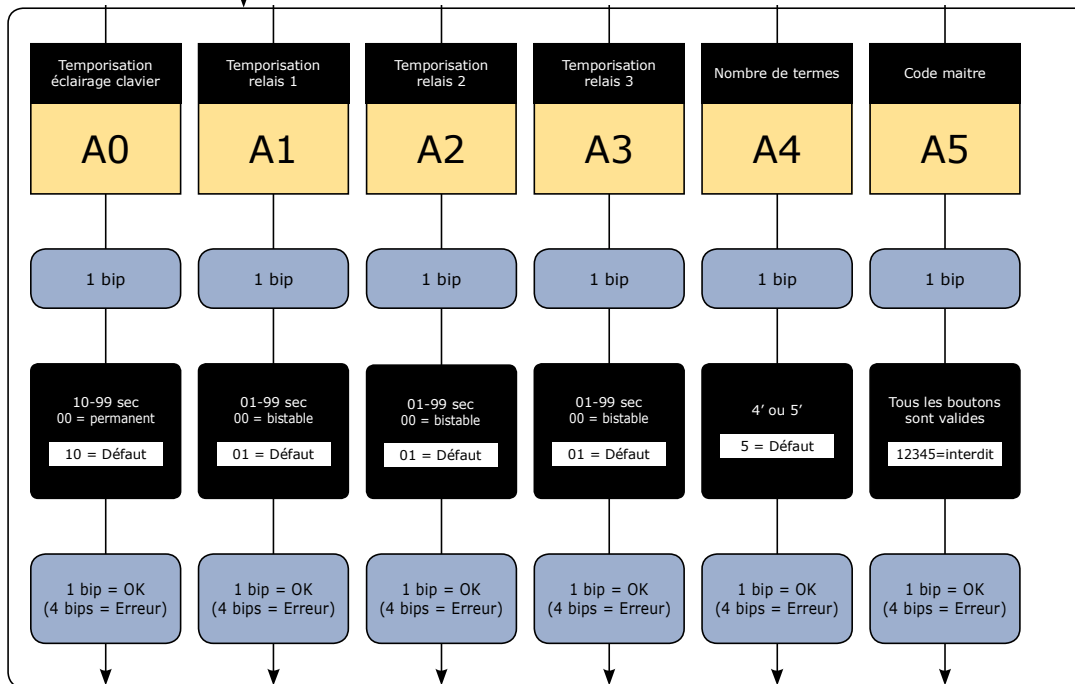 Temporisation
éclairage clavier
A0
1 bip
10-99 sec
00 = permanent
10 = Défaut
1 bip = OK
(4 bips = Erreur)
Temporisation
relais 1
A1
1 bip
01-99 sec
00 = bistable
01 = Défaut
1 bip = OK
(4 bips = Erreur)
Temporisation
relais 2
A2
1 bip
01-99 sec
00 = bistable
01 = Défaut
1 bip = OK
(4 bips = Erreur)
Temporisation
relais 3
A3
1 bip
01-99 sec
00 = bistable
01 = Défaut
1 bip = OK
(4 bips = Erreur)
Nombre de termes
A4
1 bip
4’ ou 5’
5 = Défaut
1 bip = OK
(4 bips = Erreur)
Code maitre
A5
1 bip
Tous les boutons
sont valides
12345=interdit
1 bip = OK
(4 bips = Erreur)